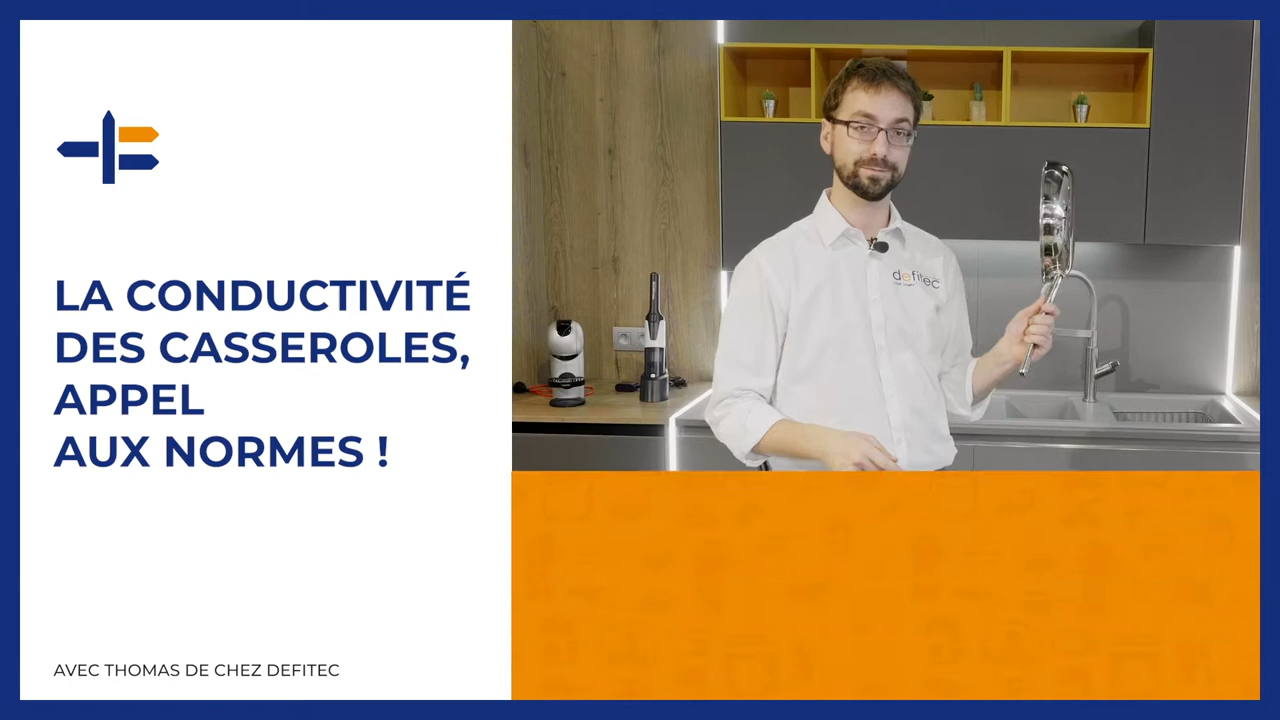 LA CONDUCTIVITÉ
DES CASSEROLES,
APPEL
AUX NORMES !
defitec
AVEC THOMAS DE CHEZ DEFITEC